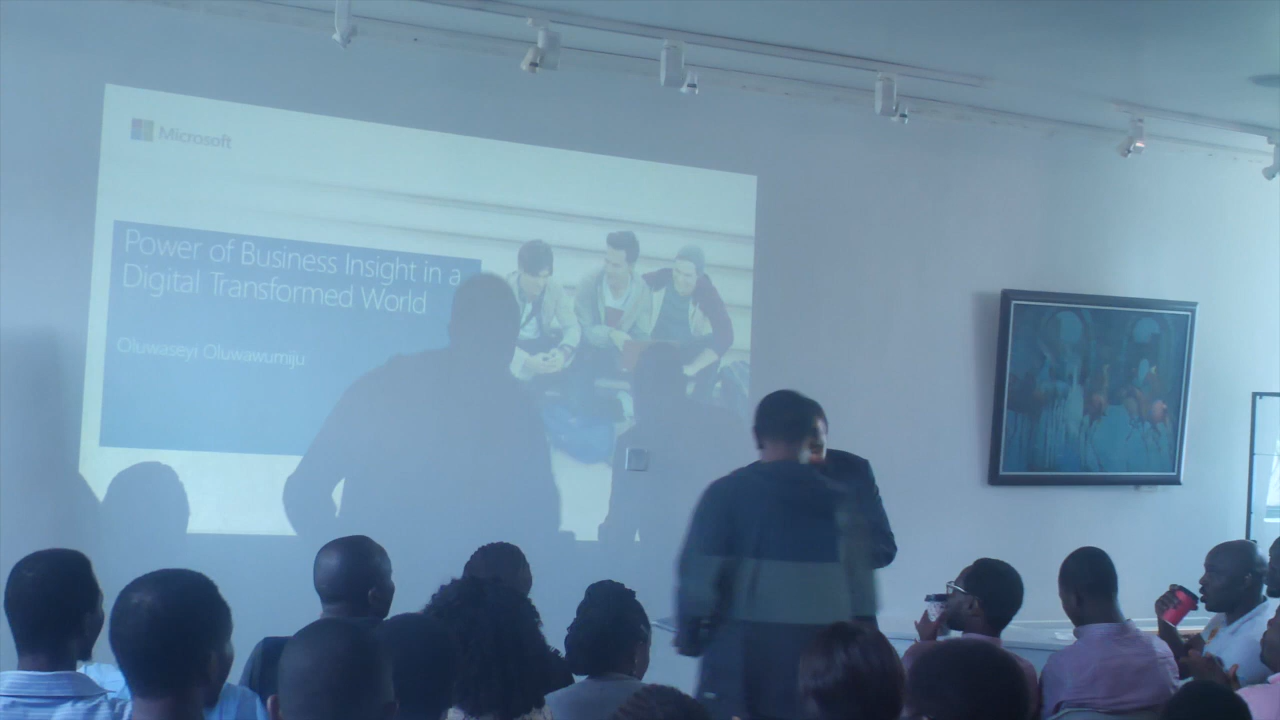 Microsoft
Power of Business Insight in a
Digital Transformed World
Oluwaseyi Oluwawumiju